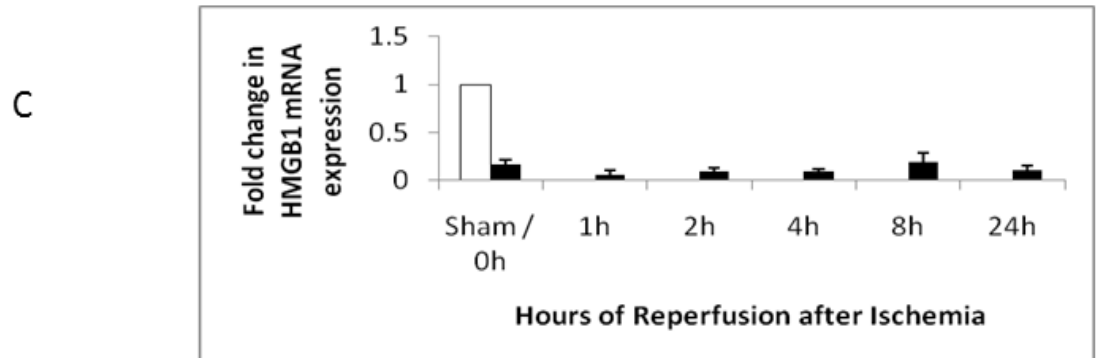 C
Fold change in
HMGB1 mRNA
expression
1.5
1
0.5
0
Sham / 1h 2h 4h 8h 24h
0h
Hours of Reperfusion after Ischemia